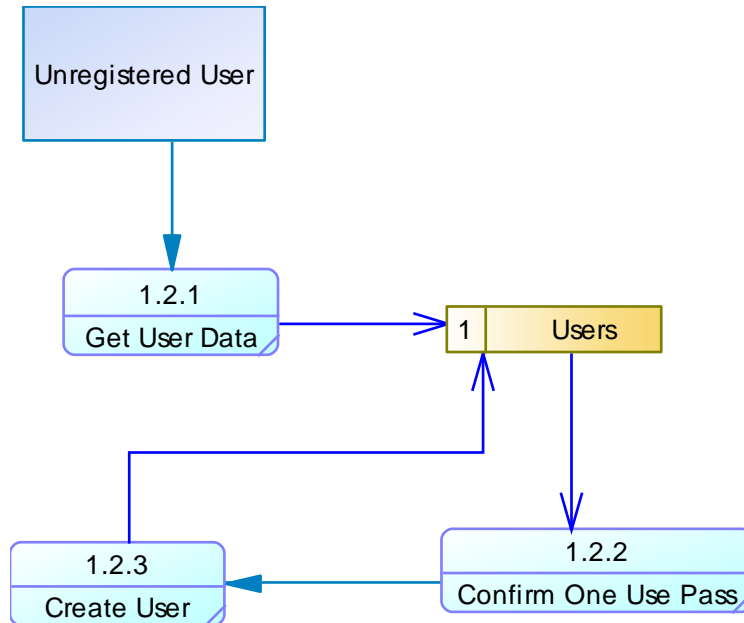 Unregistered User
1.2.1
Get User Data
1
Users
1.2.2
Confirm One Use Pass
1.2.3
Create User